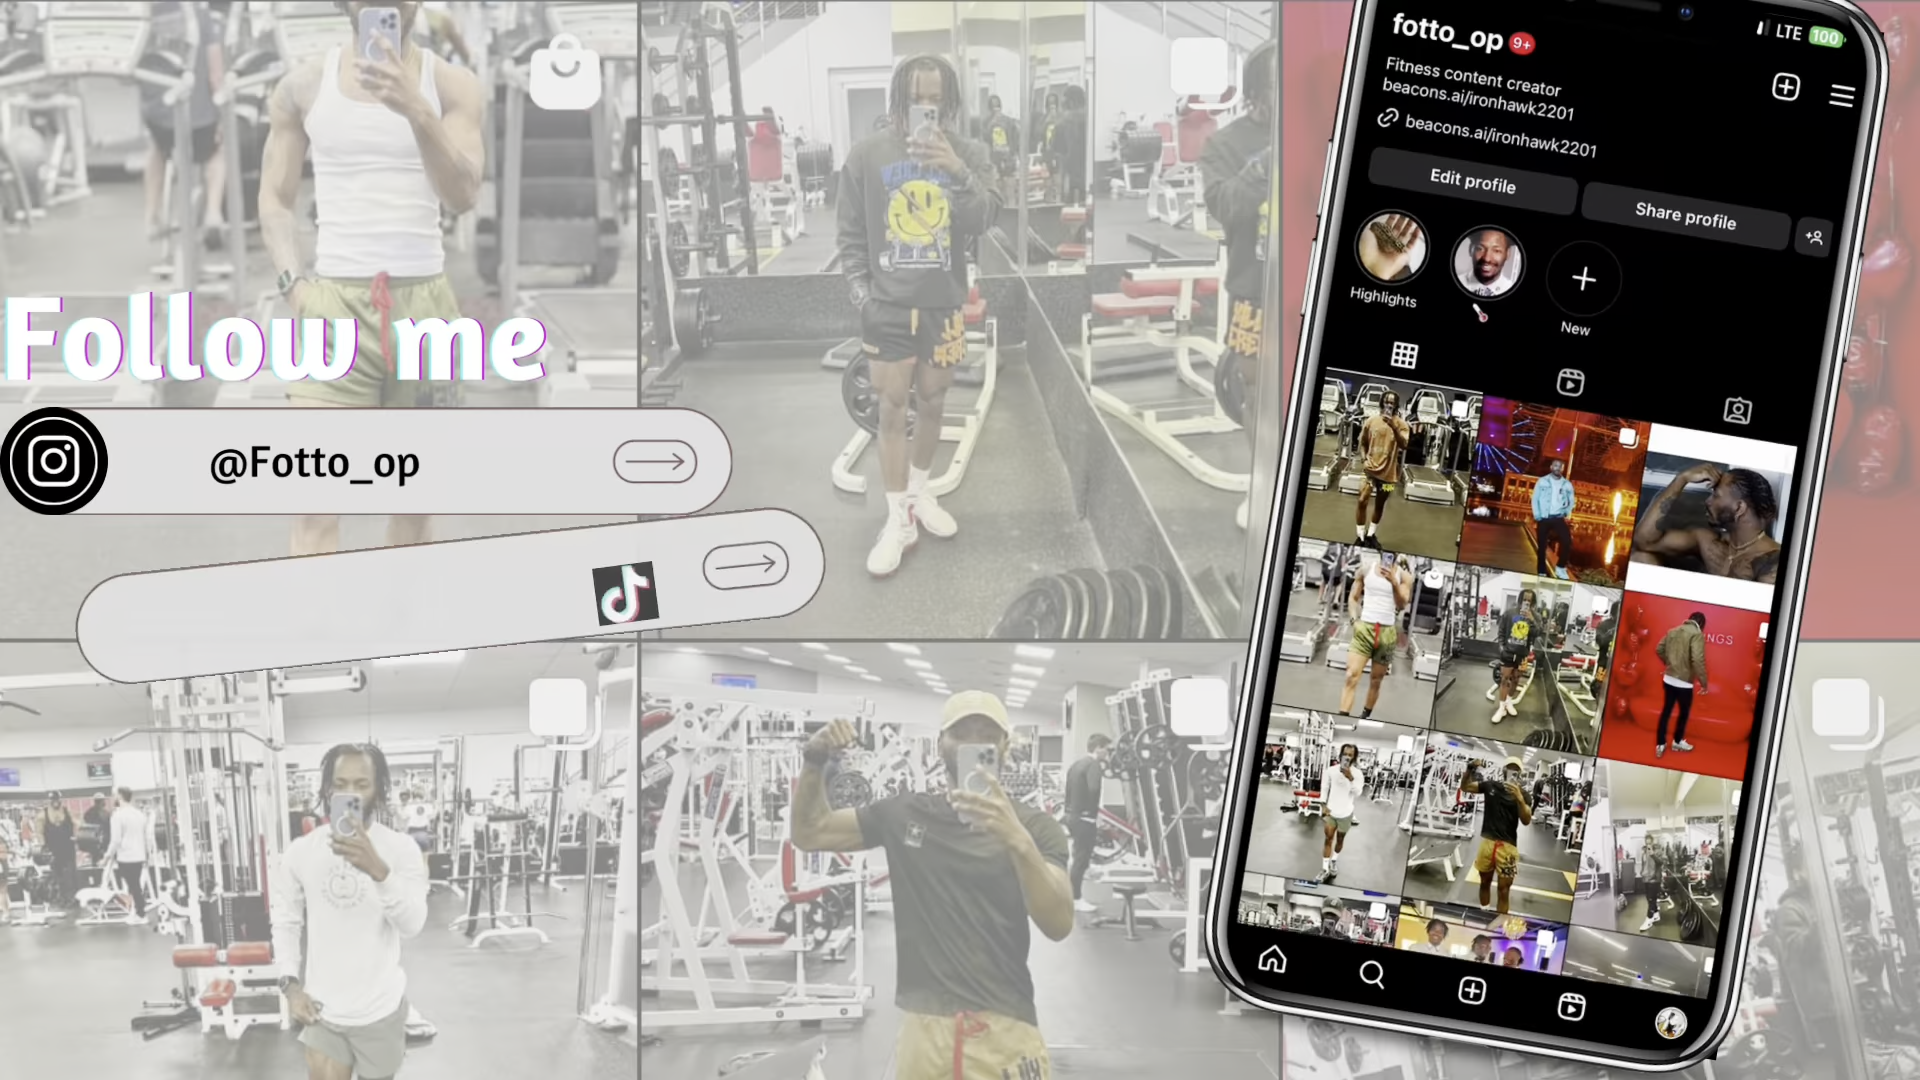 Follow me
@Fotto_op
fotto_op 9+
LTE 100
Fitness content creator
beacons.ai/ironhawk2201
beacons.ai/ironhawk2201
Edit profile
Share profile
Highlights
New
NGS